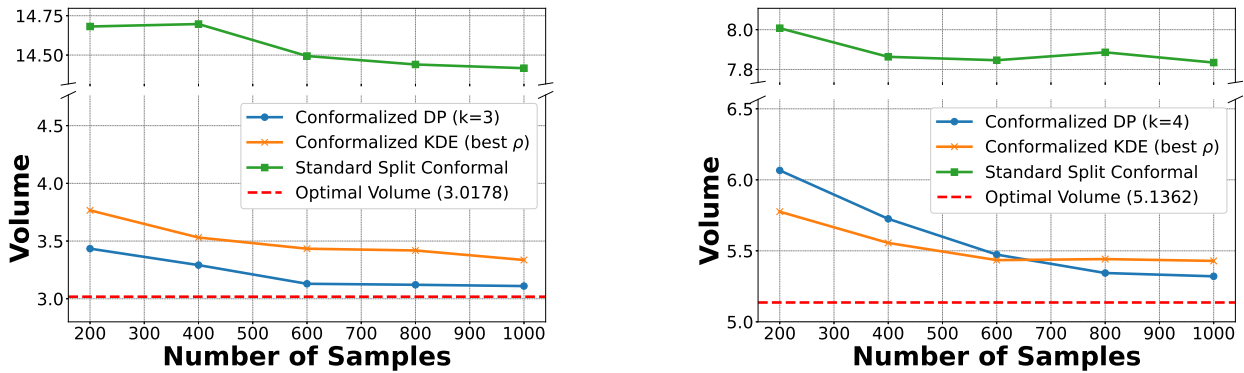 14.75
14.50
4.5
4.0
3.5
3.0
Volume
Conformalized DP (k=3)
Conformalized KDE (best ρ)
Standard Split Conformal
Optimal Volume (3.0178)
200 300 400 500 600 700 800 900 1000
Number of Samples
8.0
7.8
6.5
6.0
5.5
5.0
Volume
Conformalized DP (k=4)
Conformalized KDE (best ρ)
Standard Split Conformal
Optimal Volume (5.1362)
200 300 400 500 600 700 800 900 1000
Number of Samples